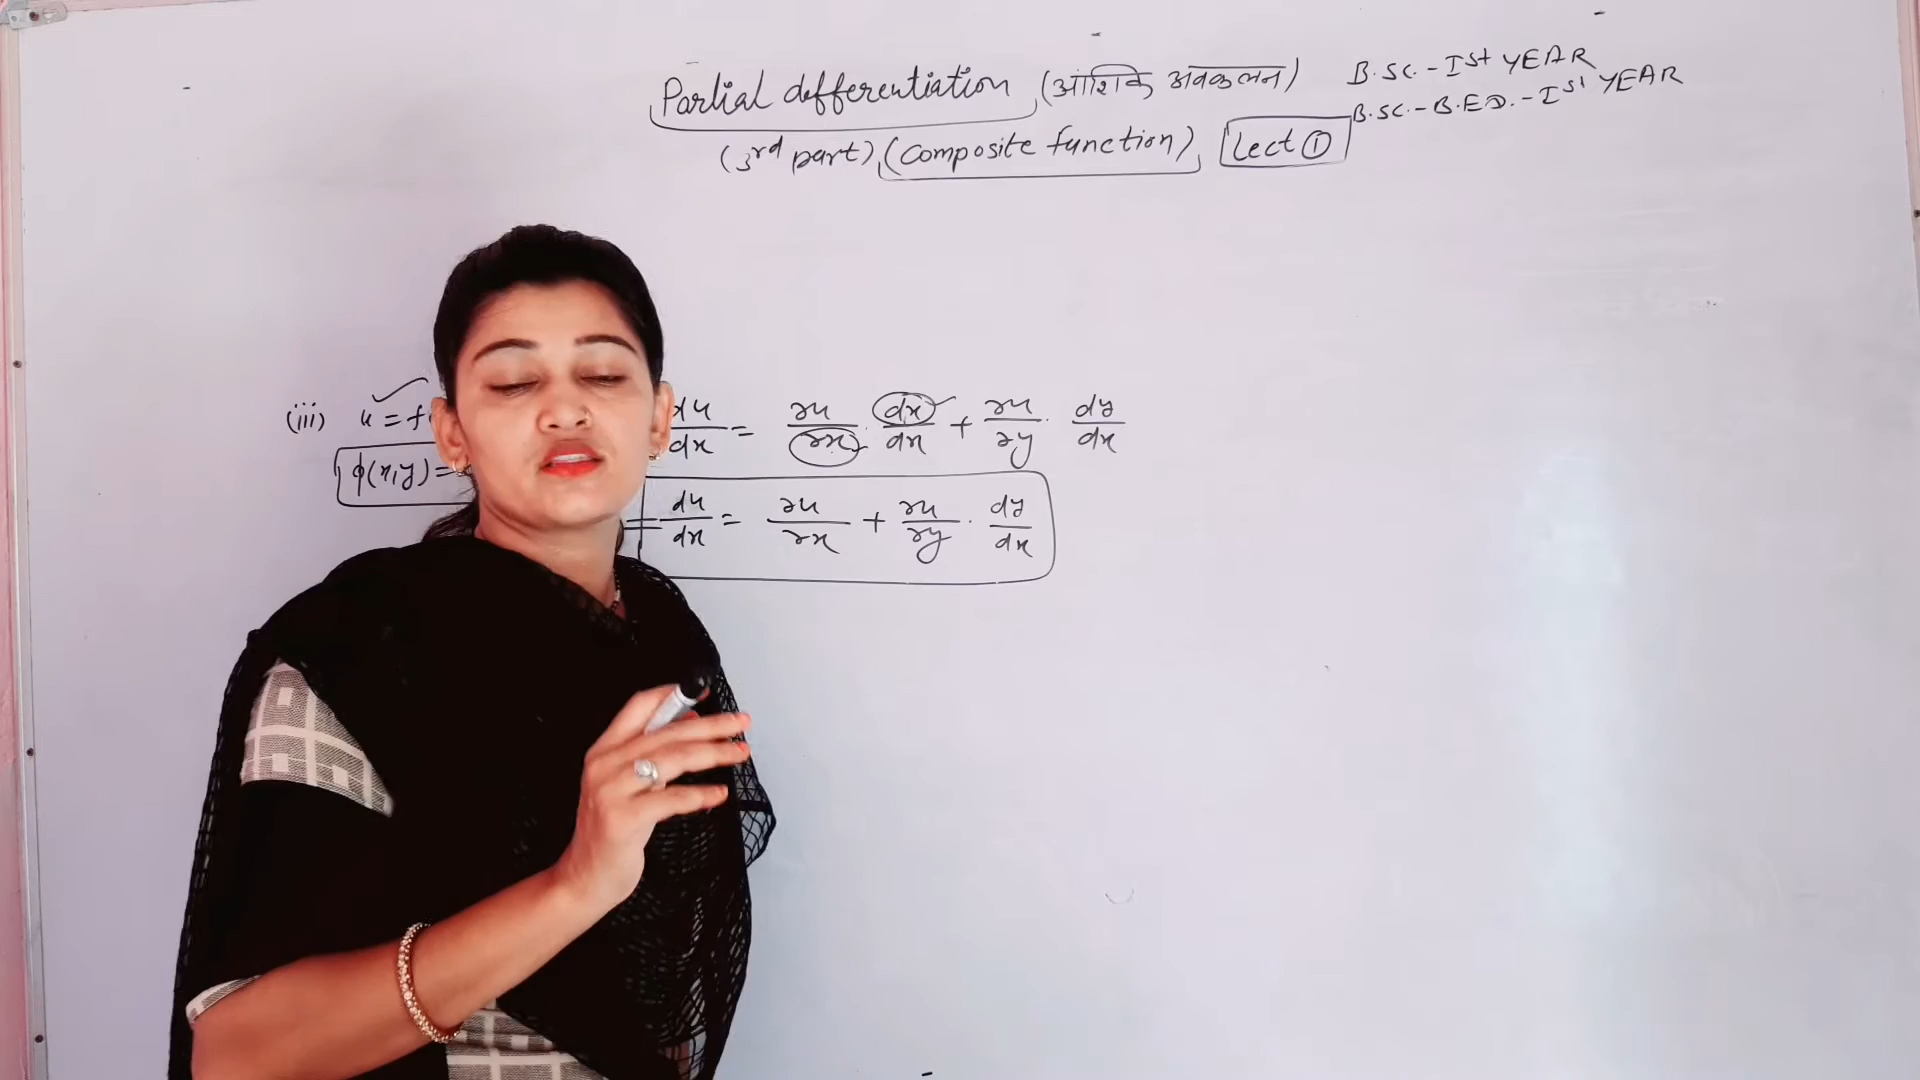 Partial differentiation (आंशिक अवकलन)
B.SC.-Ist YEAR
B.SC.-B.ED.-Ist YEAR
(3rd part) (Composite function) Lect ①
(iii) u = f
du/dx = ∂u/∂x · dx/dx + ∂u/∂y · dy/dx
ϕ(x,y) =
du/dx = ∂u/∂x + ∂u/∂y · dy/dx